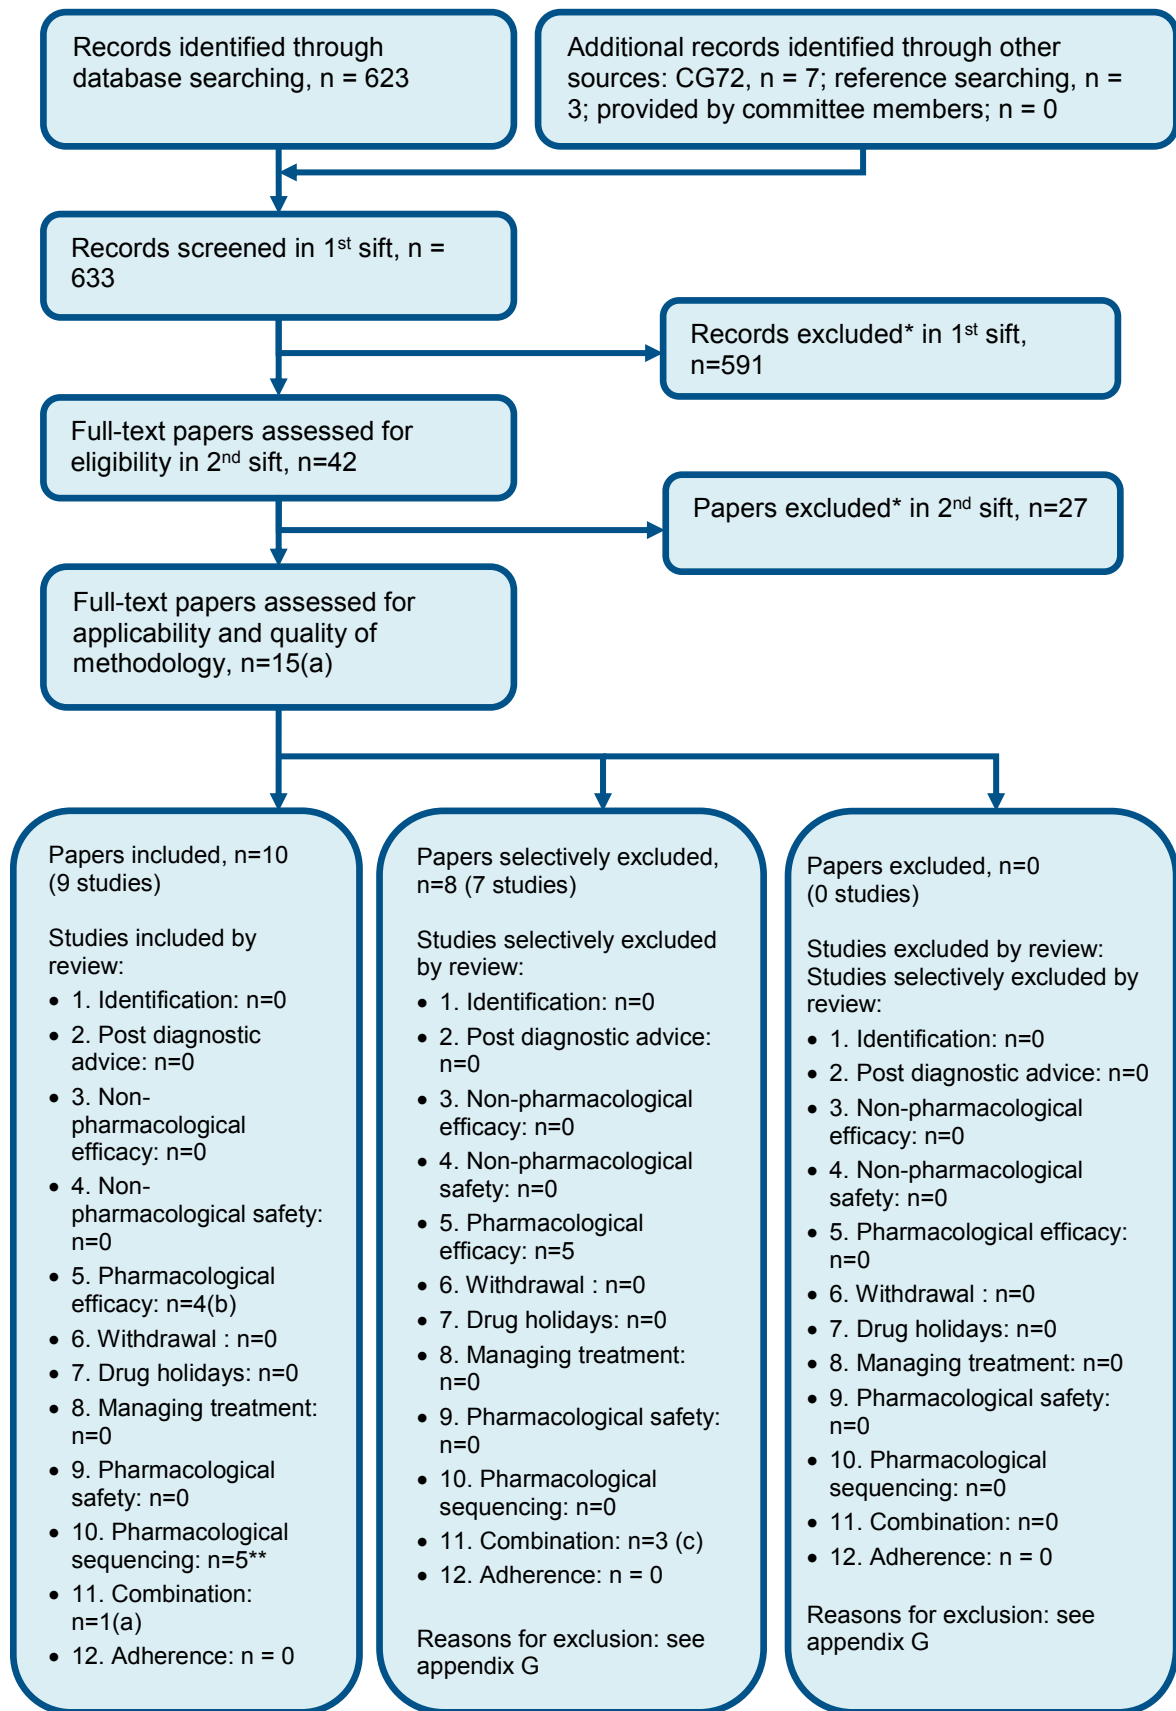 Records identified through
database searching, n = 623
Additional records identified through other
sources: CG72, n = 7; reference searching, n =
3; provided by committee members; n = 0
Records screened in 1st sift, n =
633
Records excluded* in 1st sift,
n=591
Full-text papers assessed for
eligibility in 2nd sift, n=42
Papers excluded* in 2nd sift, n=27
Full-text papers assessed for
applicability and quality of
methodology, n=15(a)
Papers included, n=10
(9 studies)
Studies included by
review:
• 1. Identification: n=0
• 2. Post diagnostic
advice: n=0
• 3. Non-
pharmacological
efficacy: n=0
• 4. Non-
pharmacological safety:
n=0
• 5. Pharmacological
efficacy: n=4(b)
• 6. Withdrawal : n=0
• 7. Drug holidays: n=0
• 8. Managing treatment:
n=0
• 9. Pharmacological
safety: n=0
• 10. Pharmacological
sequencing: n=5**
• 11. Combination:
n=1(a)
• 12. Adherence: n = 0
Papers selectively excluded,
n=8 (7 studies)
Studies selectively excluded
by review:
• 1. Identification: n=0
• 2. Post diagnostic advice:
n=0
• 3. Non-pharmacological
efficacy: n=0
• 4. Non-pharmacological
safety: n=0
• 5. Pharmacological
efficacy: n=5
• 6. Withdrawal : n=0
• 7. Drug holidays: n=0
• 8. Managing treatment:
n=0
• 9. Pharmacological safety:
n=0
• 10. Pharmacological
sequencing: n=0
• 11. Combination: n=3 (c)
• 12. Adherence: n = 0
Reasons for exclusion: see
appendix G
Papers excluded, n=0
(0 studies)
Studies excluded by review:
Studies selectively excluded by
review:
• 1. Identification: n=0
• 2. Post diagnostic advice: n=0
• 3. Non-pharmacological
efficacy: n=0
• 4. Non-pharmacological
safety: n=0
• 5. Pharmacological efficacy:
n=0
• 6. Withdrawal : n=0
• 7. Drug holidays: n=0
• 8. Managing treatment: n=0
• 9. Pharmacological safety:
n=0
• 10. Pharmacological
sequencing: n=0
• 11. Combination: n=0
• 12. Adherence: n = 0
Reasons for exclusion: see
appendix G